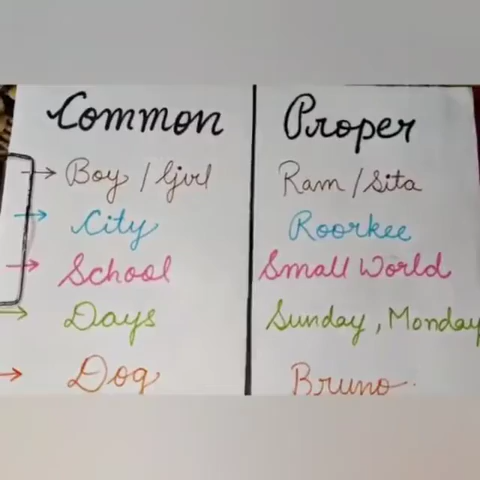 Common Proper
Boy / Girl Ram / Sita
City Roorkee
School Small World
Days Sunday, Monday
Dog Bruno.